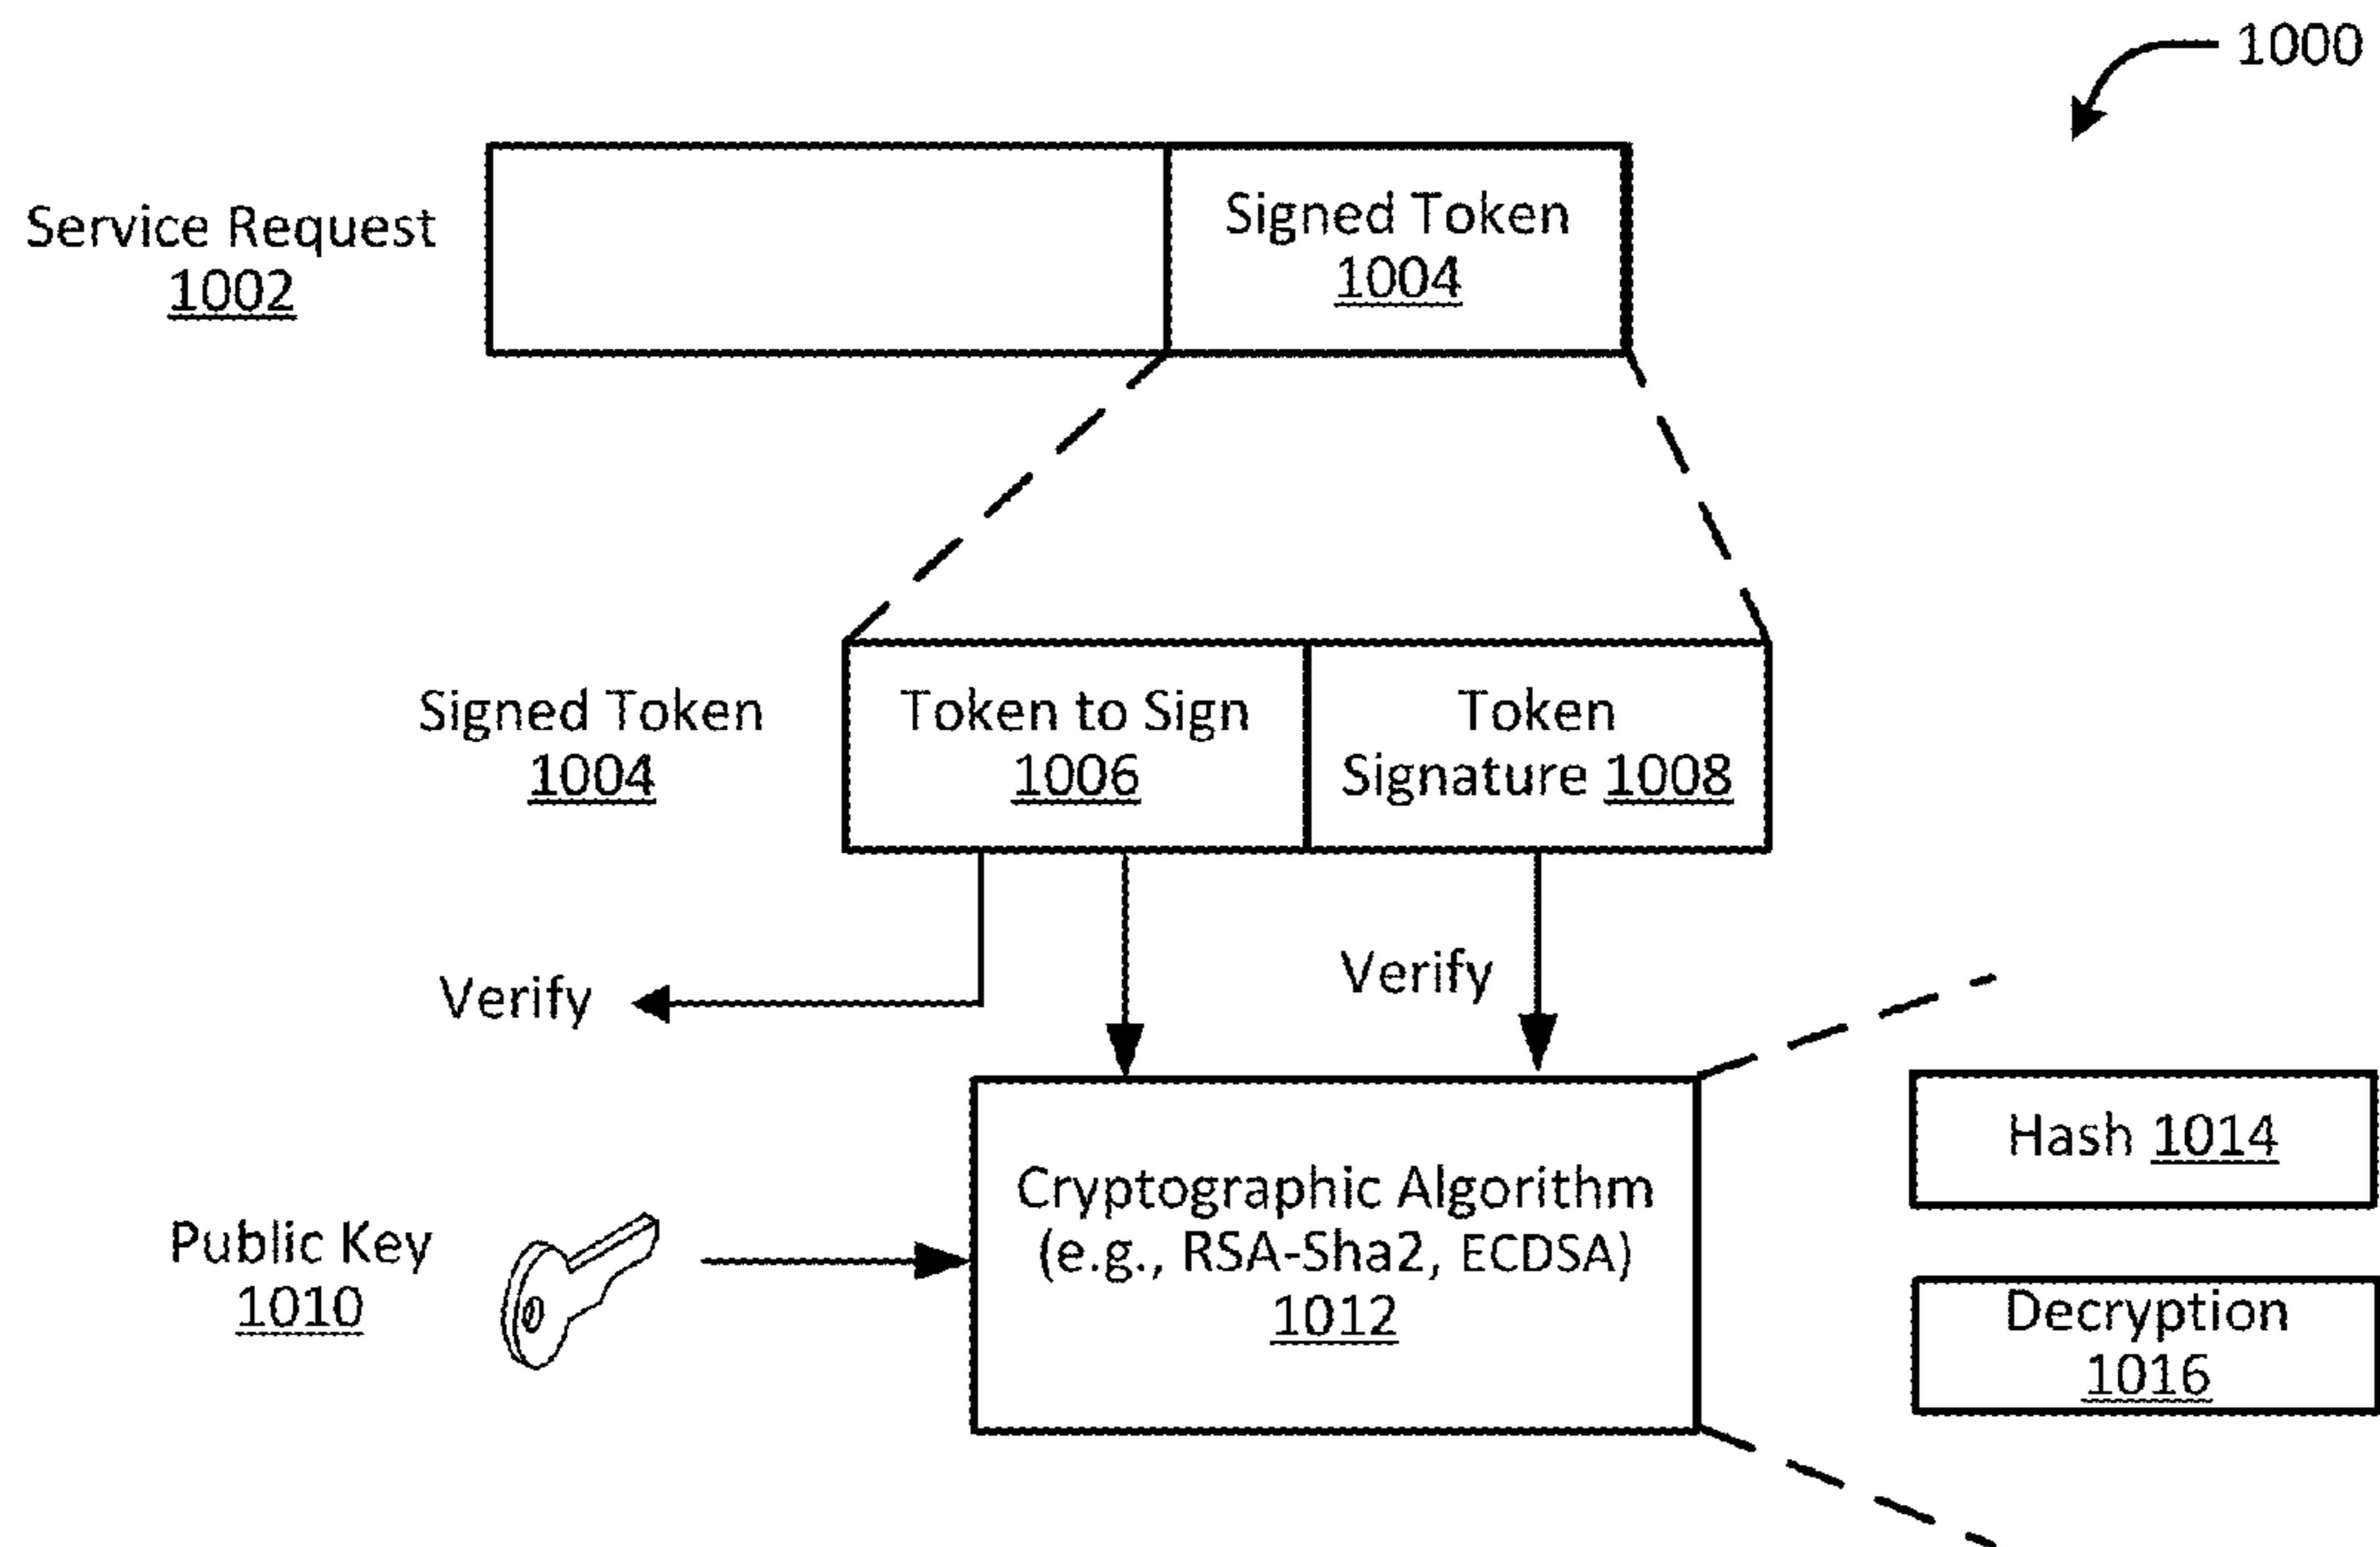 1000
Service Request
1002
Signed Token
1004
Signed Token
1004
Token to Sign
1006
Token
Signature 1008
Verify
Verify
Public Key
1010
Cryptographic Algorithm
(e.g., RSA-Sha2, ECDSA)
1012
Hash 1014
Decryption
1016